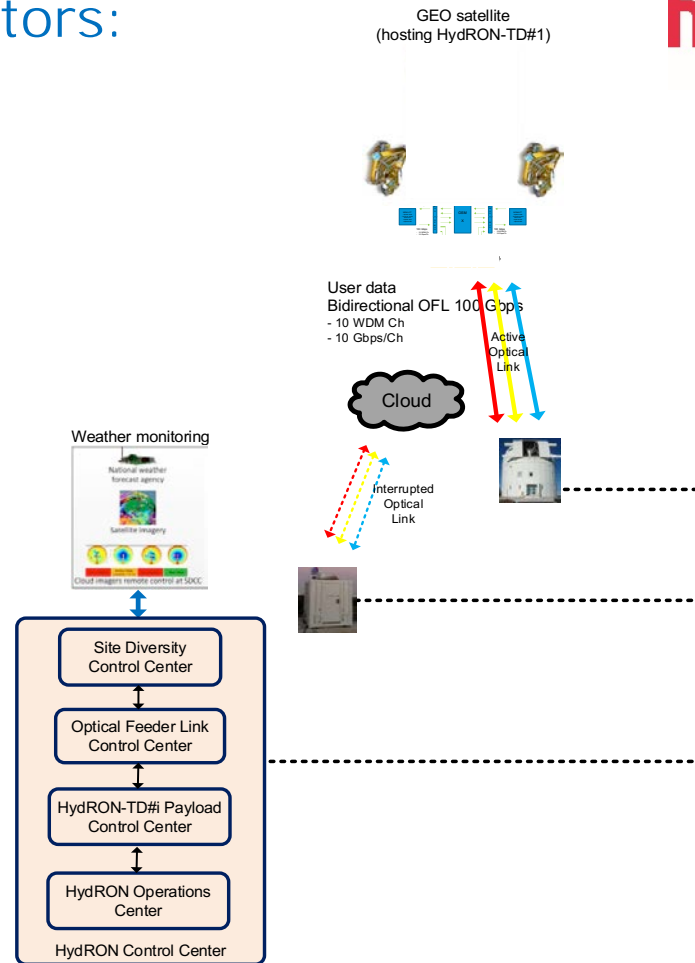 tors:
GEO satellite
(hosting HydRON-TD#1)
User data
Bidirectional OFL 100 Gbps
- 10 WDM Ch
- 10 Gbps/Ch
Active
Optical
Link
Cloud
Weather monitoring
National weather
forecast agency
Satellite imagery
Cloud imagers remote control at SDCC
Interrupted
Optical
Link
Site Diversity
Control Center
Optical Feeder Link
Control Center
HydRON-TD#i Payload
Control Center
HydRON Operations
Center
HydRON Control Center